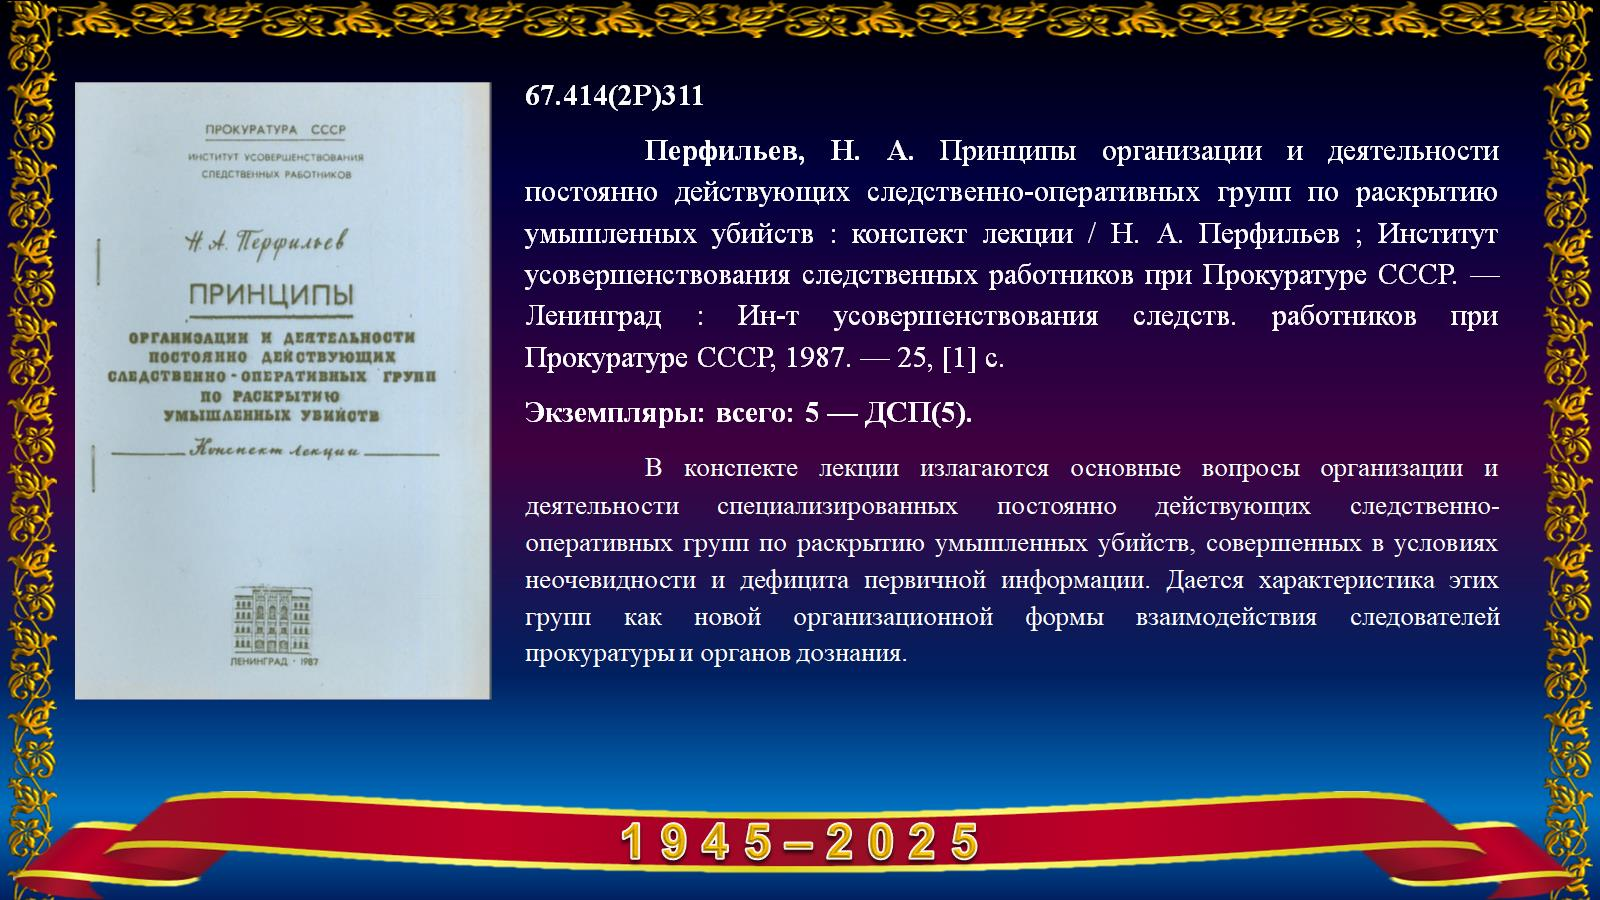 ПРОКУРАТУРА СССР
ИНСТИТУТ УСОВЕРШЕНСТВОВАНИЯ
СЛЕДСТВЕННЫХ РАБОТНИКОВ
Н. А. Перфильев
ПРИНЦИПЫ
ОРГАНИЗАЦИИ И ДЕЯТЕЛЬНОСТИ
ПОСТОЯННО ДЕЙСТВУЮЩИХ
СЛЕДСТВЕННО-ОПЕРАТИВНЫХ ГРУПП
ПО РАСКРЫТИЮ
УМЫШЛЕННЫХ УБИЙСТВ
Конспект лекции
ЛЕНИНГРАД · 1987
67.414(2Р)311
Перфильев, Н. А. Принципы организации и деятельности
постоянно действующих следственно-оперативных групп по раскрытию
умышленных убийств : конспект лекции / Н. А. Перфильев ; Институт
усовершенствования следственных работников при Прокуратуре СССР. —
Ленинград : Ин-т усовершенствования следств. работников при
Прокуратуре СССР, 1987. — 25, [1] с.
Экземпляры: всего: 5 — ДСП(5).
В конспекте лекции излагаются основные вопросы организации и
деятельности специализированных постоянно действующих следственно-
оперативных групп по раскрытию умышленных убийств, совершенных в условиях
неочевидности и дефицита первичной информации. Дается характеристика этих
групп как новой организационной формы взаимодействия следователей
прокуратуры и органов дознания.
1945–2025